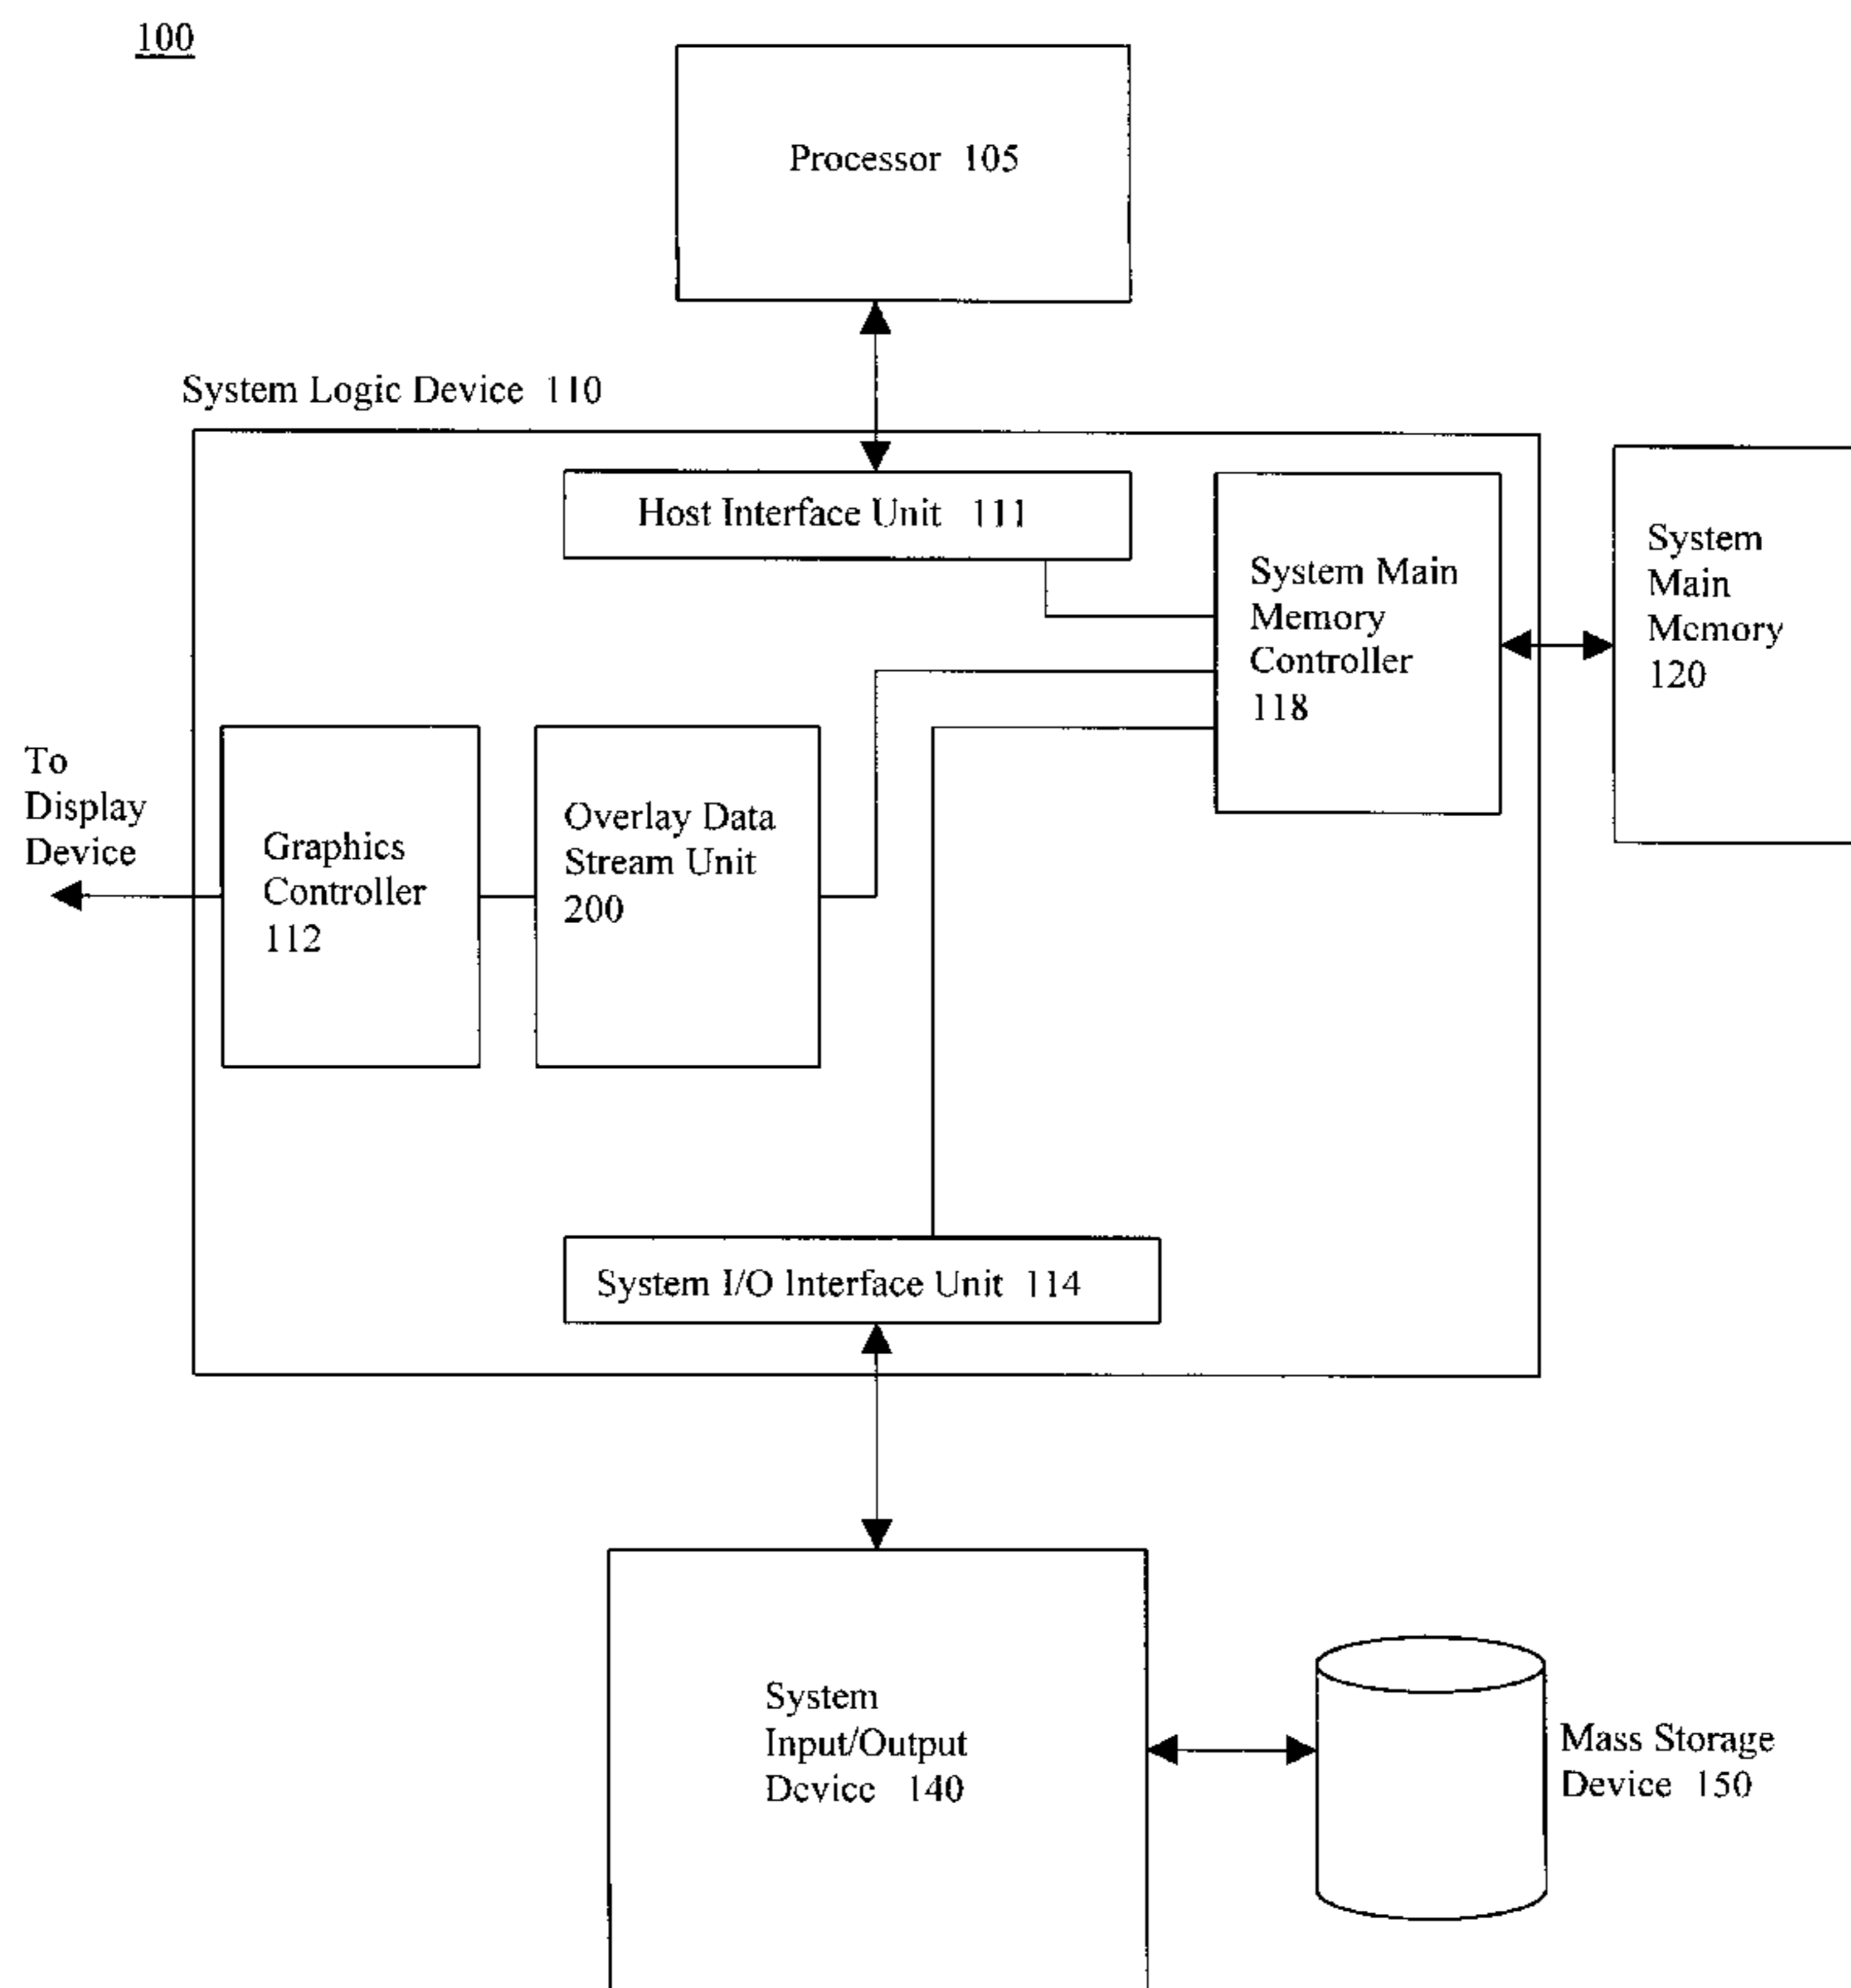 100
Processor 105
System Logic Device 110
Host Interface Unit 111
System Main
Memory
Controller
118
System
Main
Memory
120
To
Display
Device
Graphics
Controller
112
Overlay Data
Stream Unit
200
System I/O Interface Unit 114
System
Input/Output
Device 140
Mass Storage
Device 150